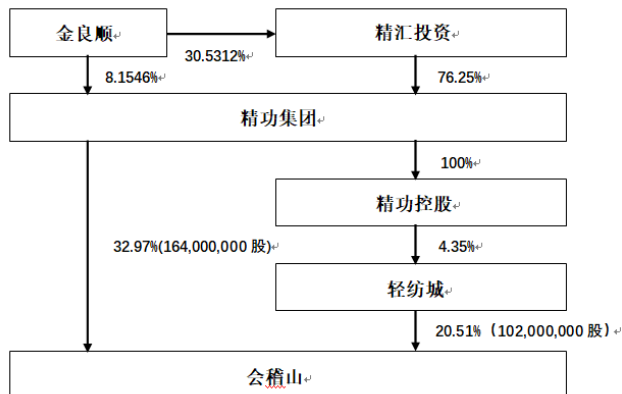 金良顺
精汇投资
30.5312%
8.1546%
76.25%
精功集团
100%
精功控股
32.97%(164,000,000 股)
4.35%
轻纺城
20.51%（102,000,000 股）
会稽山